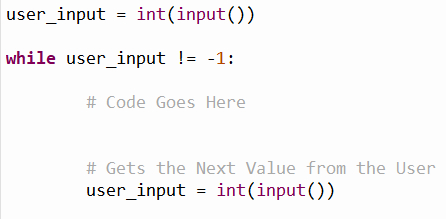 user_input = int(input())
while user_input != -1:
# Code Goes Here
# Gets the Next Value from the User
user_input = int(input())